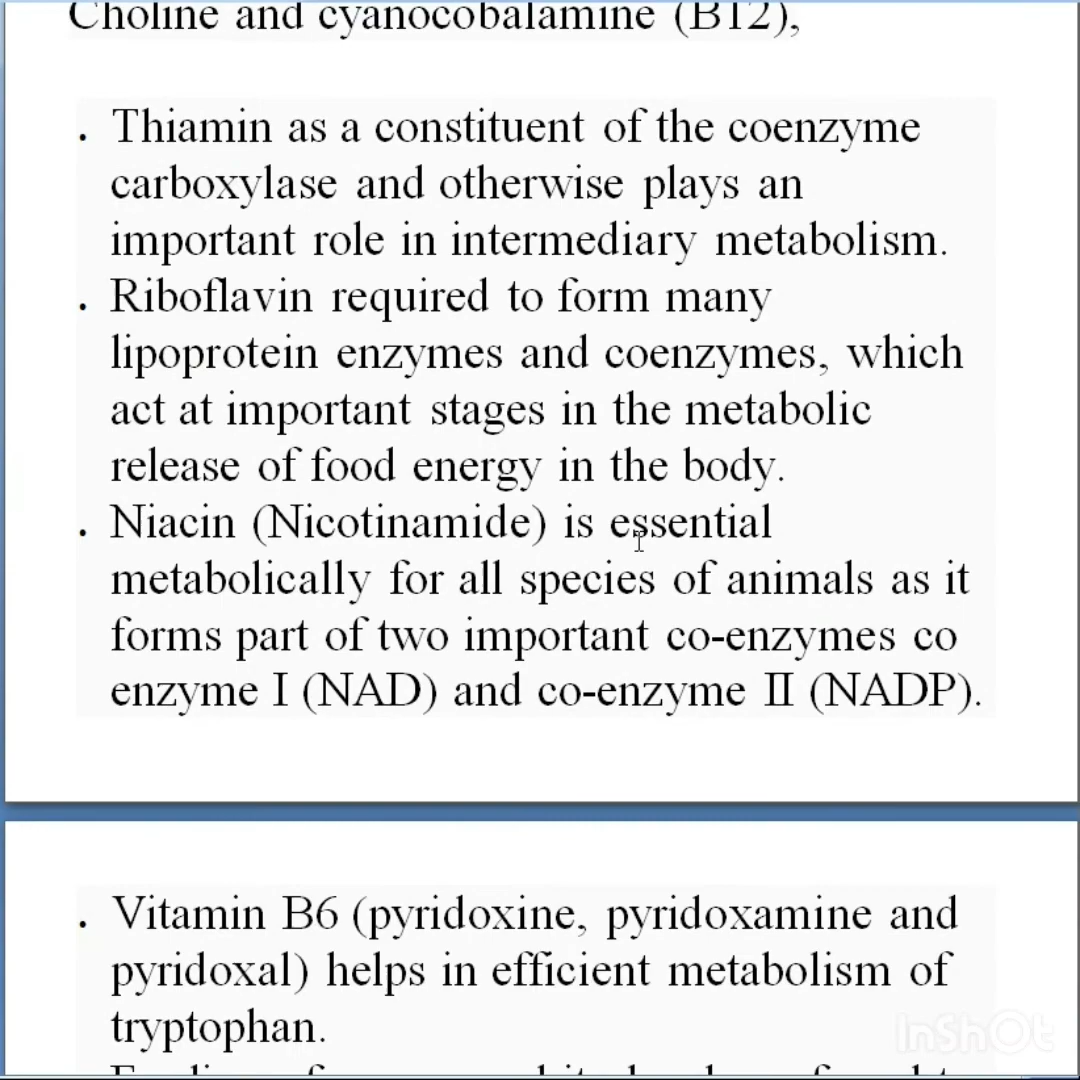 Choline and cyanocobalamine (B12),
. Thiamin as a constituent of the coenzyme
carboxylase and otherwise plays an
important role in intermediary metabolism.
. Riboflavin required to form many
lipoprotein enzymes and coenzymes, which
act at important stages in the metabolic
release of food energy in the body.
. Niacin (Nicotinamide) is essential
metabolically for all species of animals as it
forms part of two important co-enzymes co
enzyme I (NAD) and co-enzyme II (NADP).
. Vitamin B6 (pyridoxine, pyridoxamine and
pyridoxal) helps in efficient metabolism of
tryptophan.
InShOt